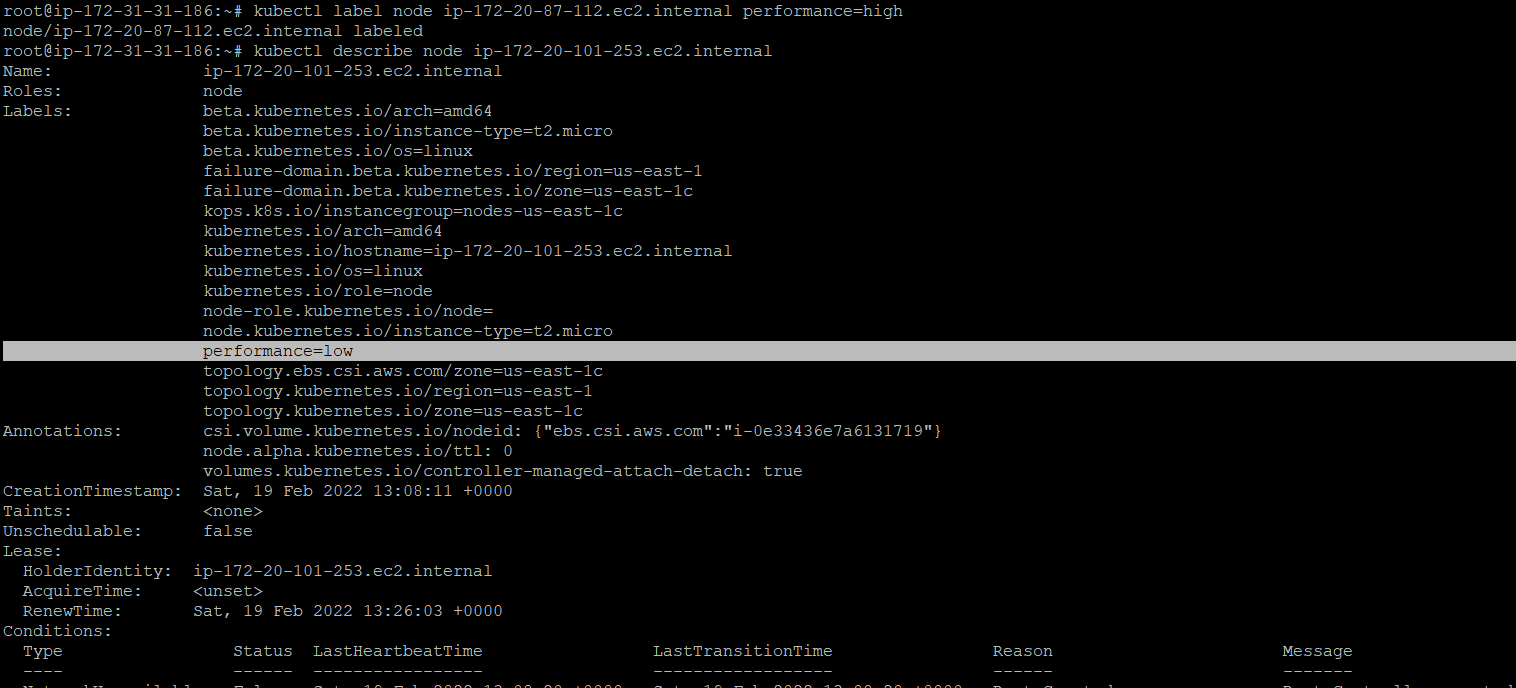 root@ip-172-31-31-186:~# kubectl label node ip-172-20-87-112.ec2.internal performance=high
node/ip-172-20-87-112.ec2.internal labeled
root@ip-172-31-31-186:~# kubectl describe node ip-172-20-101-253.ec2.internal
Name:               ip-172-20-101-253.ec2.internal
Roles:              node
Labels:             beta.kubernetes.io/arch=amd64
                    beta.kubernetes.io/instance-type=t2.micro
                    beta.kubernetes.io/os=linux
                    failure-domain.beta.kubernetes.io/region=us-east-1
                    failure-domain.beta.kubernetes.io/zone=us-east-1c
                    kops.k8s.io/instancegroup=nodes-us-east-1c
                    kubernetes.io/arch=amd64
                    kubernetes.io/hostname=ip-172-20-101-253.ec2.internal
                    kubernetes.io/os=linux
                    kubernetes.io/role=node
                    node-role.kubernetes.io/node=
                    node.kubernetes.io/instance-type=t2.micro
                    performance=low
                    topology.ebs.csi.aws.com/zone=us-east-1c
                    topology.kubernetes.io/region=us-east-1
                    topology.kubernetes.io/zone=us-east-1c
Annotations:        csi.volume.kubernetes.io/nodeid: {"ebs.csi.aws.com":"i-0e33436e7a6131719"}
                    node.alpha.kubernetes.io/ttl: 0
                    volumes.kubernetes.io/controller-managed-attach-detach: true
CreationTimestamp:  Sat, 19 Feb 2022 13:08:11 +0000
Taints:             <none>
Unschedulable:      false
Lease:
  HolderIdentity:  ip-172-20-101-253.ec2.internal
  AcquireTime:     <unset>
  RenewTime:       Sat, 19 Feb 2022 13:26:03 +0000
Conditions:
  Type                 Status  LastHeartbeatTime                 LastTransitionTime                Reason                       Message
  ----                 ------  -----------------                 ------------------                ------                       -------